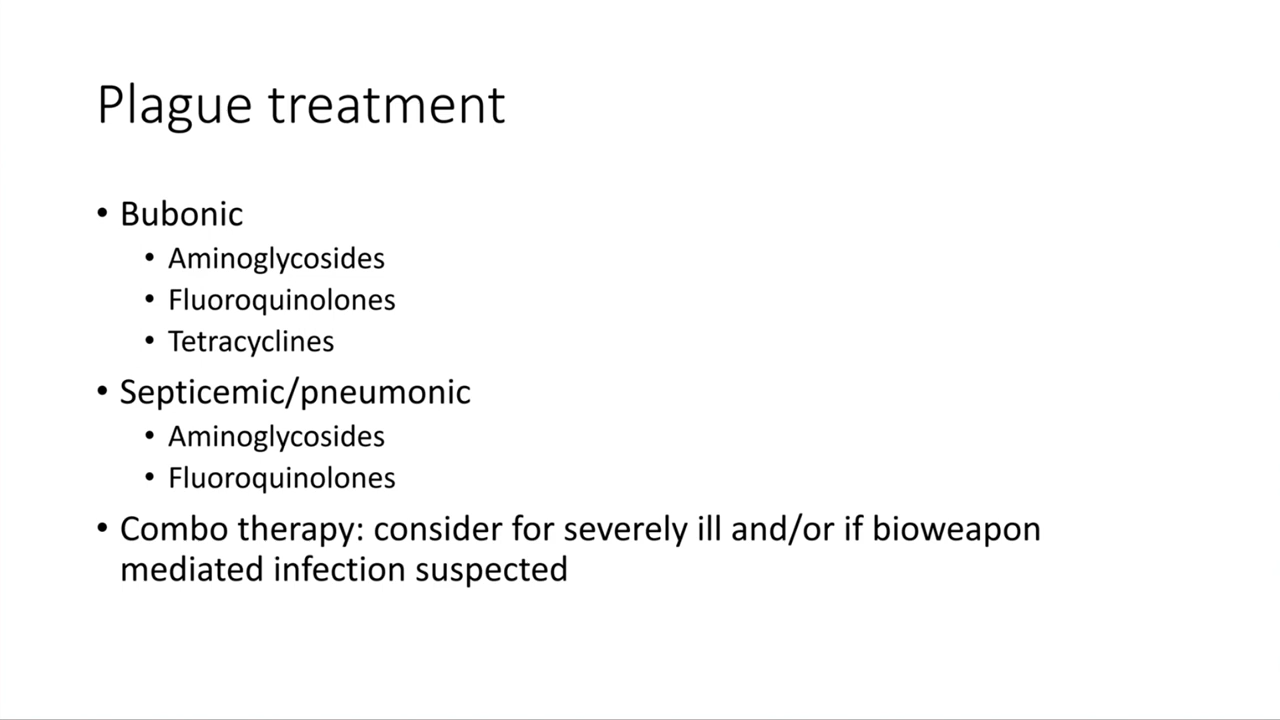 Plague treatment
• Bubonic
• Aminoglycosides
• Fluoroquinolones
• Tetracyclines
• Septicemic/pneumonic
• Aminoglycosides
• Fluoroquinolones
• Combo therapy: consider for severely ill and/or if bioweapon
mediated infection suspected